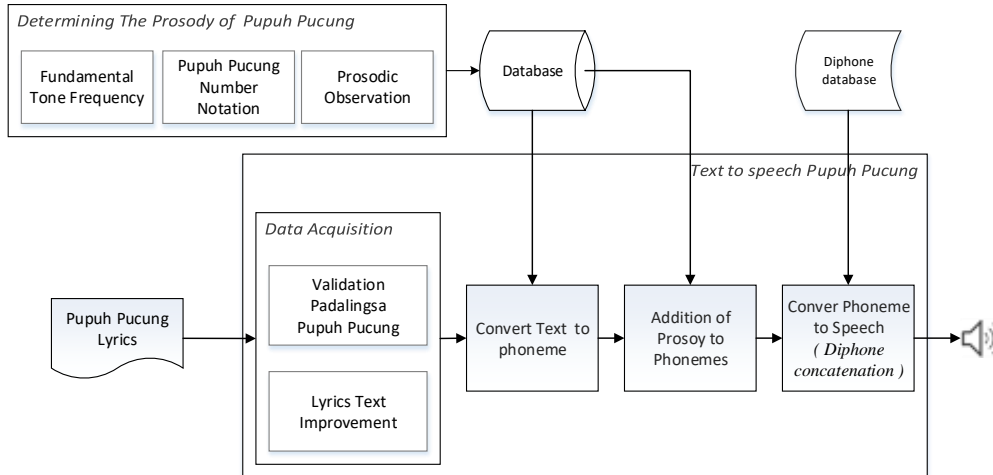 Determining The Prosody of Pupuh Pucung
Fundamental
Tone Frequency
Pupuh Pucung
Number
Notation
Prosodic
Observation
Database
Diphone
database
Text to speech Pupuh Pucung
Data Acquisition
Validation
Padalingsa
Pupuh Pucung
Lyrics Text
Improvement
Pupuh Pucung
Lyrics
Convert Text to
phoneme
Addition of
Prosoy to
Phonemes
Conver Phoneme
to Speech
( Diphone
concatenation )